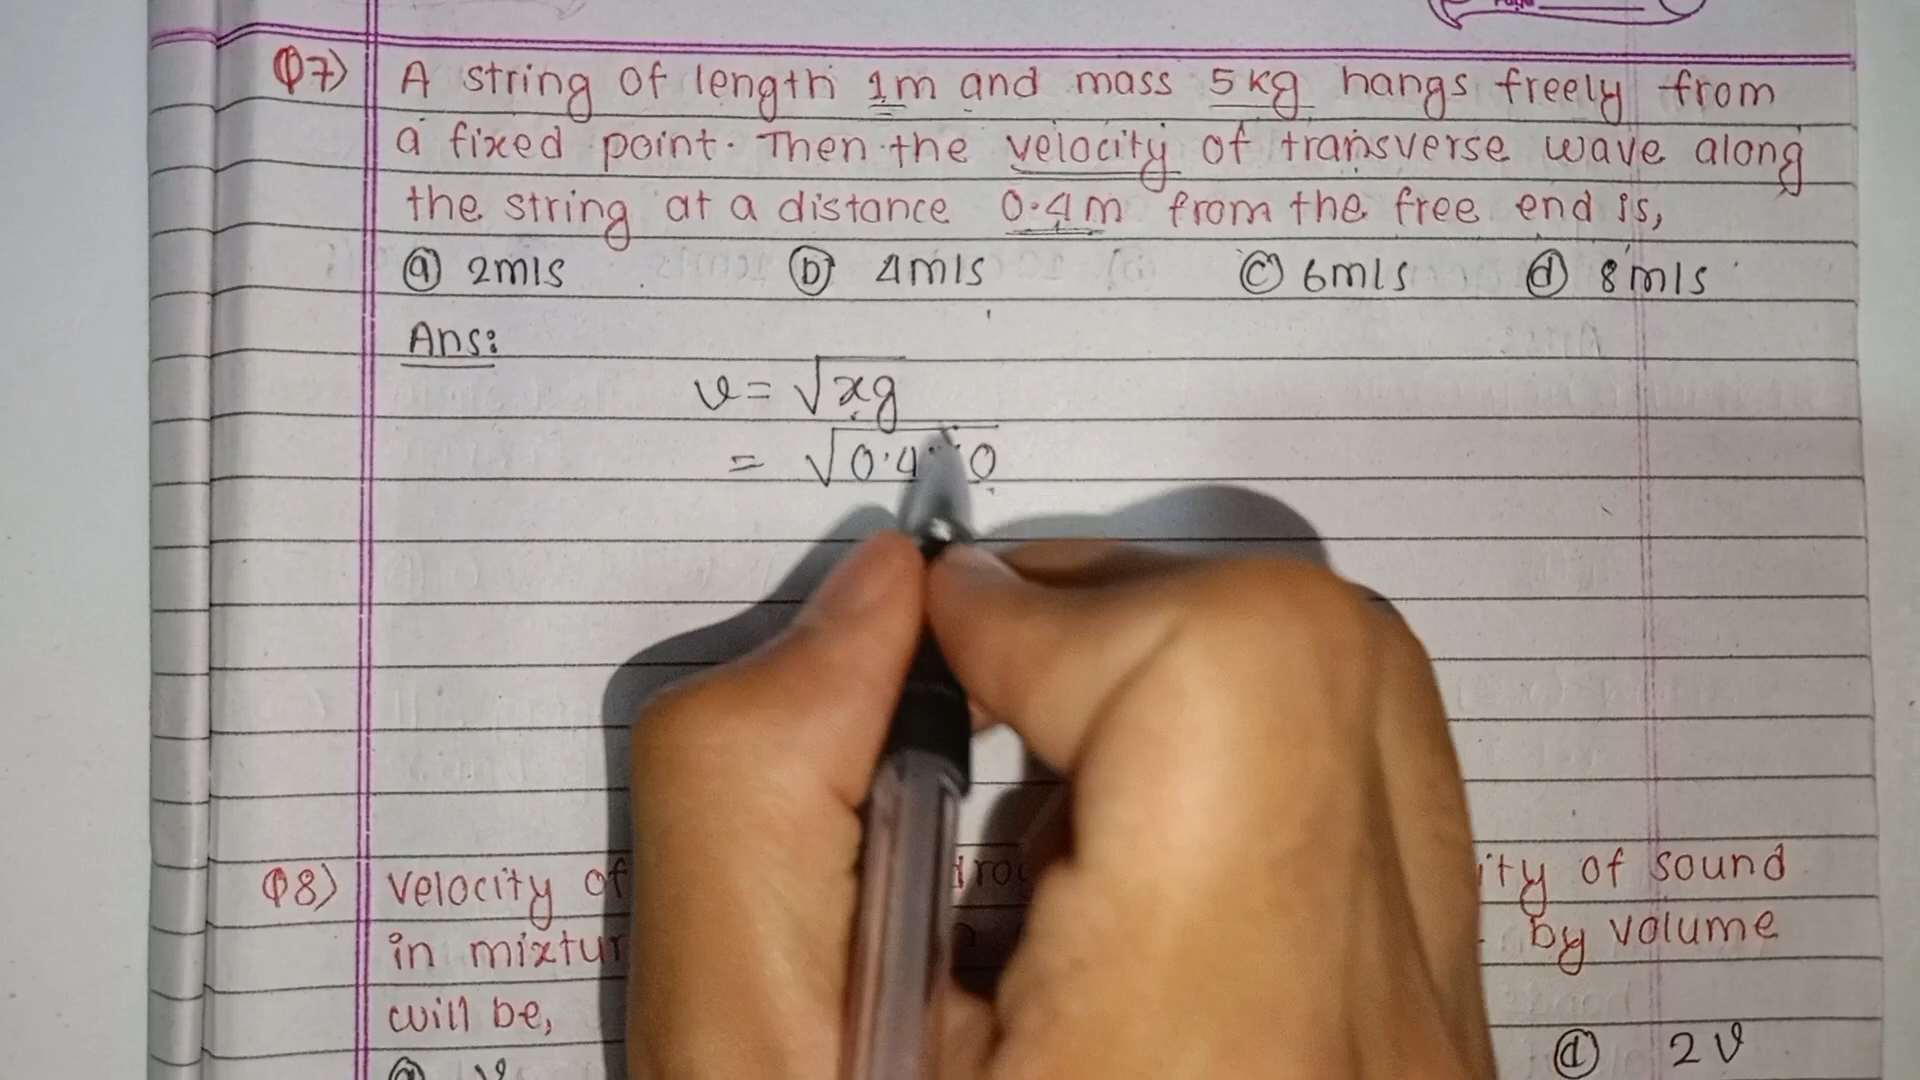 Q7) A string of length 1m and mass 5kg hangs freely from
a fixed point. Then the velocity of transverse wave along
the string at a distance 0.4m from the free end is,
(a) 2m/s (b) 4m/s (c) 6m/s (d) 8m/s
Ans:
v = √xg
= √0.4 0
Q8) velocity of ity of sound
in by volume
will be,
(a) v (d) 2v